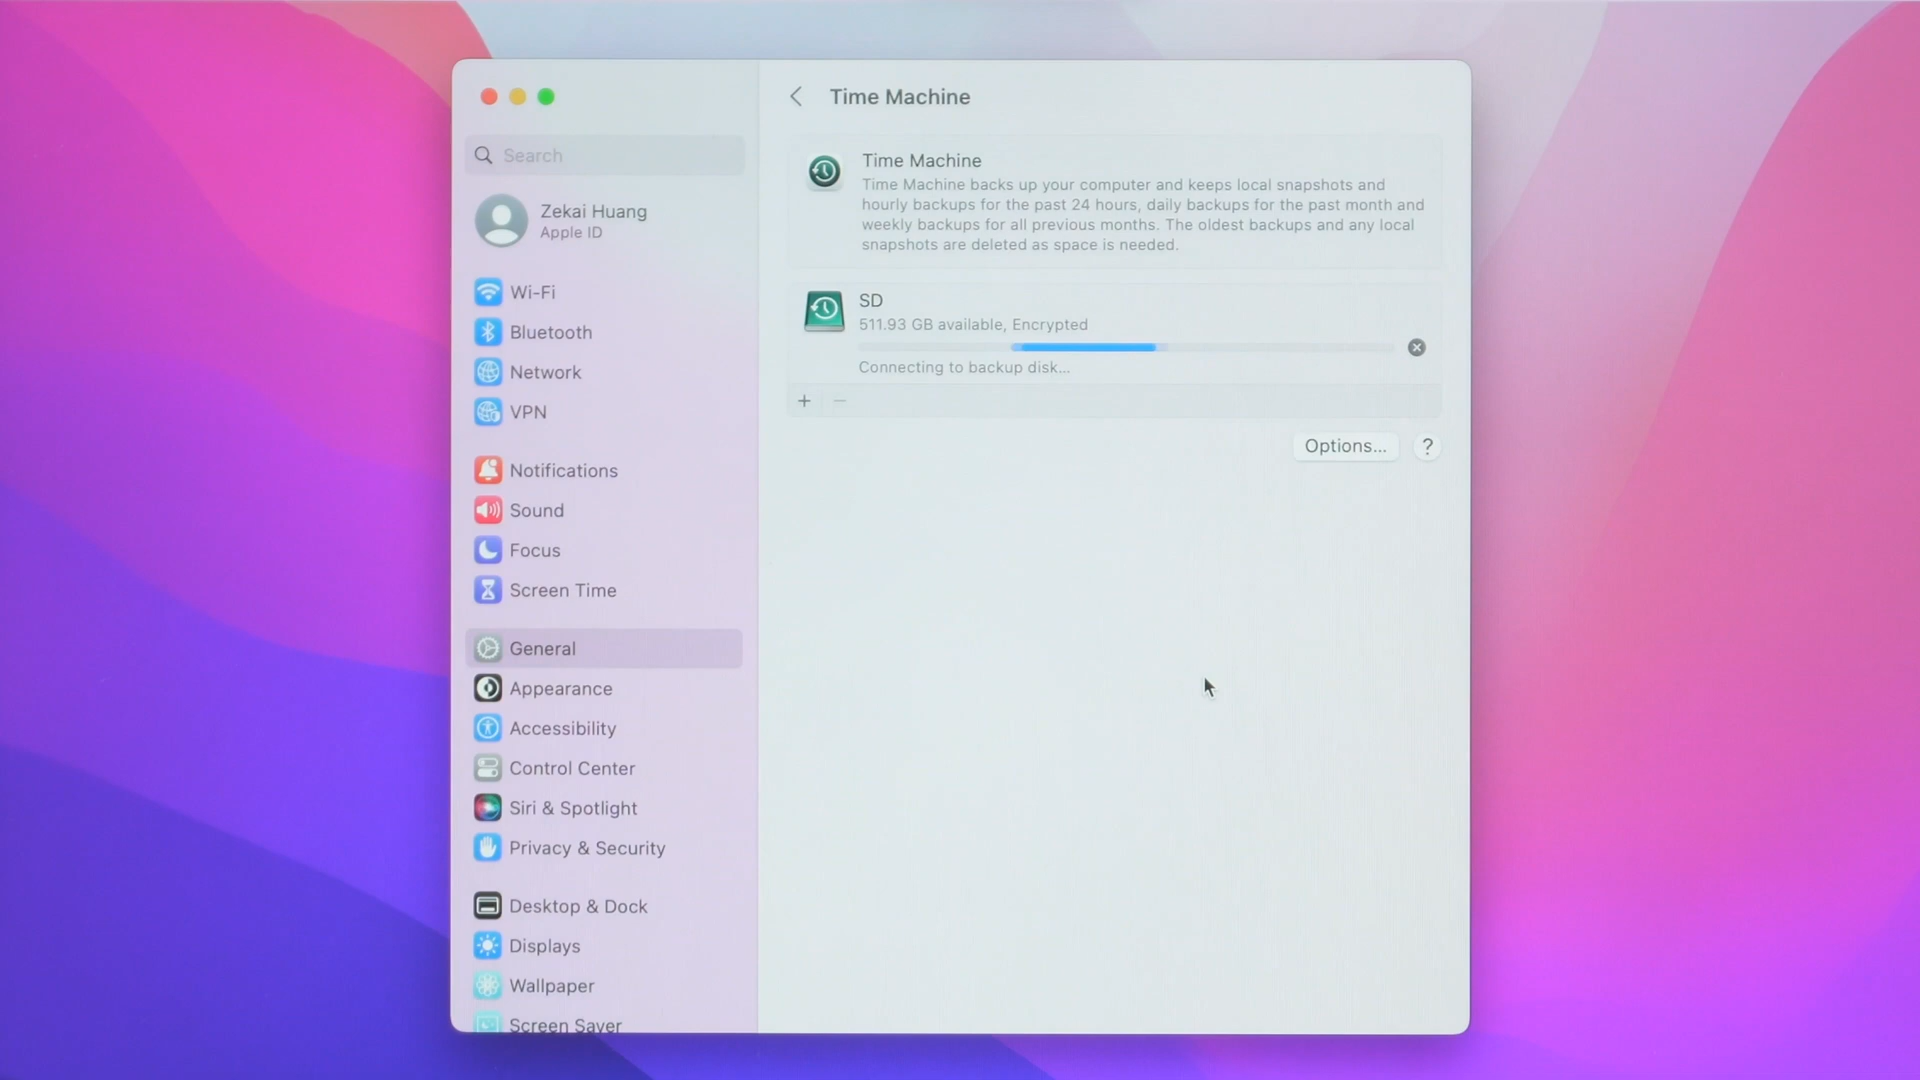 Search
Zekai Huang
Apple ID
Wi-Fi
Bluetooth
Network
VPN
Notifications
Sound
Focus
Screen Time
General
Appearance
Accessibility
Control Center
Siri & Spotlight
Privacy & Security
Desktop & Dock
Displays
Wallpaper
Screen Saver
Time Machine
Time Machine
Time Machine backs up your computer and keeps local snapshots and
hourly backups for the past 24 hours, daily backups for the past month and
weekly backups for all previous months. The oldest backups and any local
snapshots are deleted as space is needed.
SD
511.93 GB available, Encrypted
Connecting to backup disk...
+ −
Options... ?